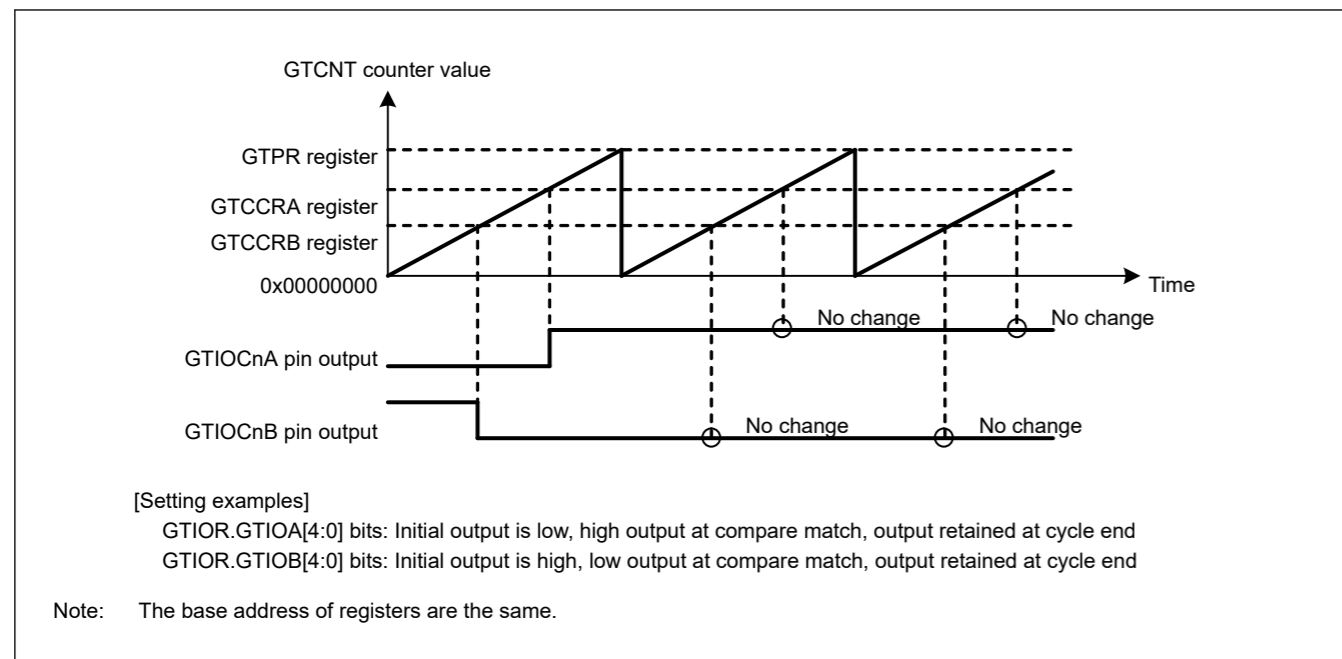 GTCNT counter value
GTPR register
GTCCRA register
GTCCRB register
0x00000000
Time
No change
No change
GTIOCnA pin output
No change
No change
GTIOCnB pin output
[Setting examples]
GTIOR.GTIOA[4:0] bits: Initial output is low, high output at compare match, output retained at cycle end
GTIOR.GTIOB[4:0] bits: Initial output is high, low output at compare match, output retained at cycle end
Note: The base address of registers are the same.